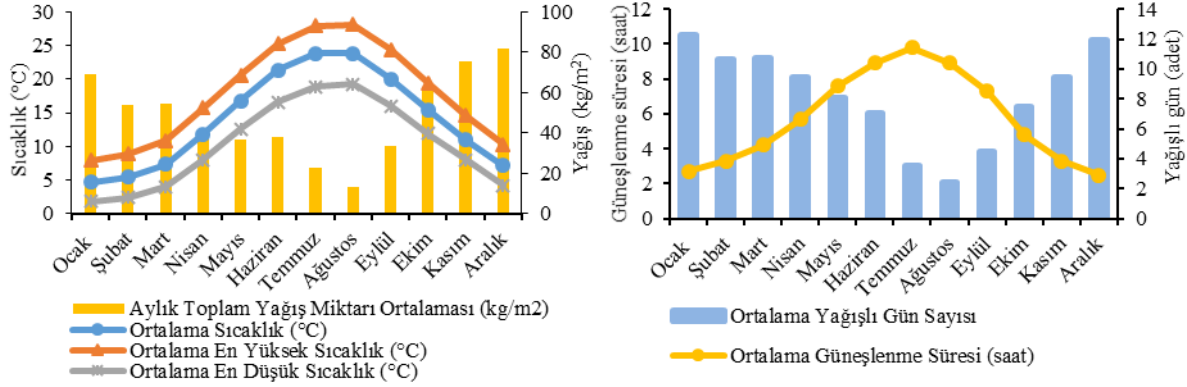 Sıcaklık (°C)
30
25
20
15
10
5
0
100
80
60
40
20
0
Yağış (kg/m²)
Ocak
Şubat
Mart
Nisan
Mayıs
Haziran
Temmuz
Ağustos
Eylül
Ekim
Kasım
Aralık
Aylık Toplam Yağış Miktarı Ortalaması (kg/m2)
Ortalama Sıcaklık (°C)
Ortalama En Yüksek Sıcaklık (°C)
Ortalama En Düşük Sıcaklık (°C)
Güneşlenme süresi (saat)
12
10
8
6
4
2
0
14
12
10
8
6
4
2
0
Yağışlı gün (adet)
Ocak
Şubat
Mart
Nisan
Mayıs
Haziran
Temmuz
Ağustos
Eylül
Ekim
Kasım
Aralık
Ortalama Yağışlı Gün Sayısı
Ortalama Güneşlenme Süresi (saat)